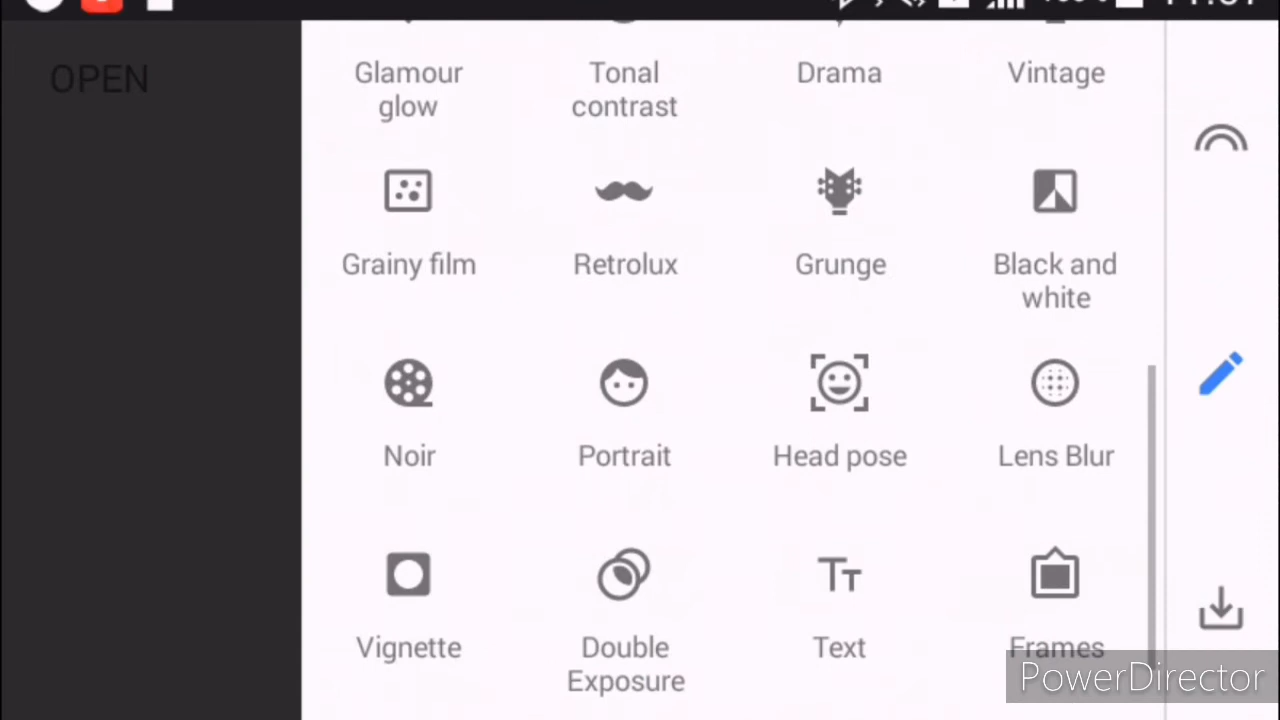 OPEN
Glamour
glow
Tonal
contrast
Drama
Vintage
Grainy film
Retrolux
Grunge
Black and
white
Noir
Portrait
Head pose
Lens Blur
Vignette
Double
Exposure
Text
Frames
PowerDirector